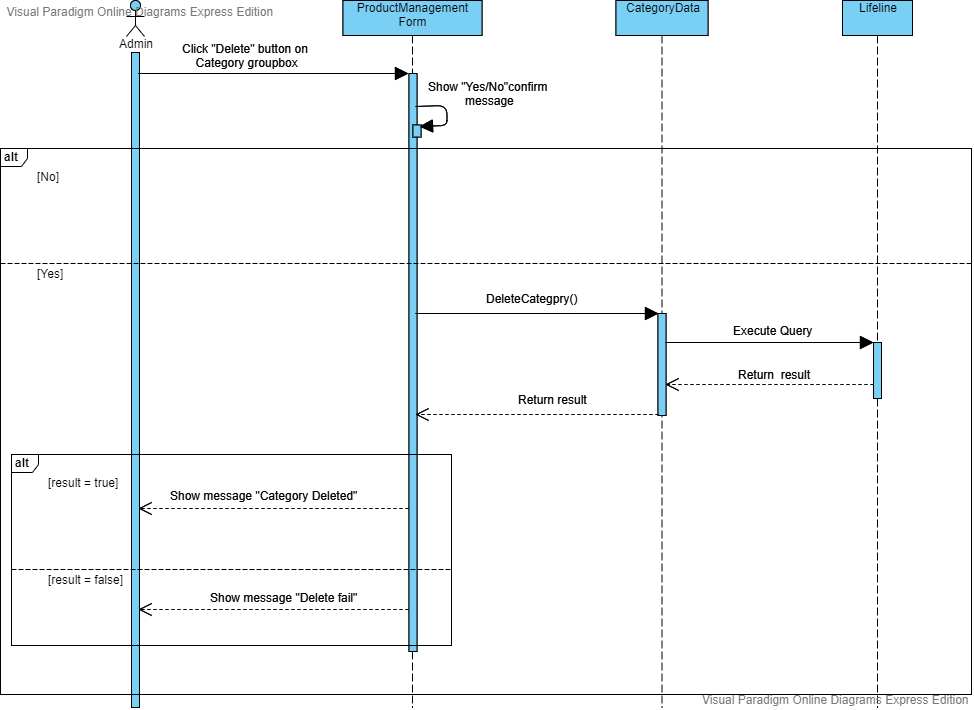 Visual Paradigm Online Diagrams Express Edition
ProductManagement
Form
CategoryData
Lifeline
Admin
Click "Delete" button on
Category groupbox
Show "Yes/No"confirm
message
alt
[No]
[Yes]
DeleteCategpry()
Execute Query
Return result
Return result
alt
[result = true]
Show message "Category Deleted"
[result = false]
Show message "Delete fail"
Visual Paradigm Online Diagrams Express Edition